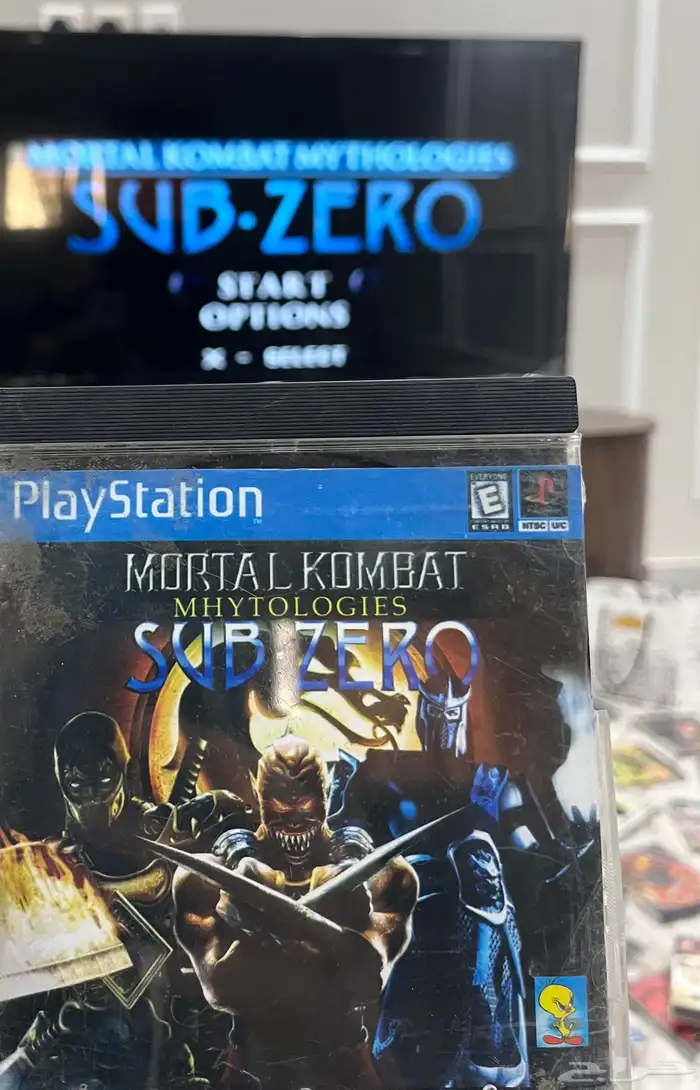 MORTAL KOMBAT MYTHOLOGIES
SUB-ZERO
START
OPTIONS
X - SELECT
PlayStation
EVERYONE
E
ESRB
NTSC U/C
MORTAL KOMBAT
MHYTOLOGIES
SUB ZERO